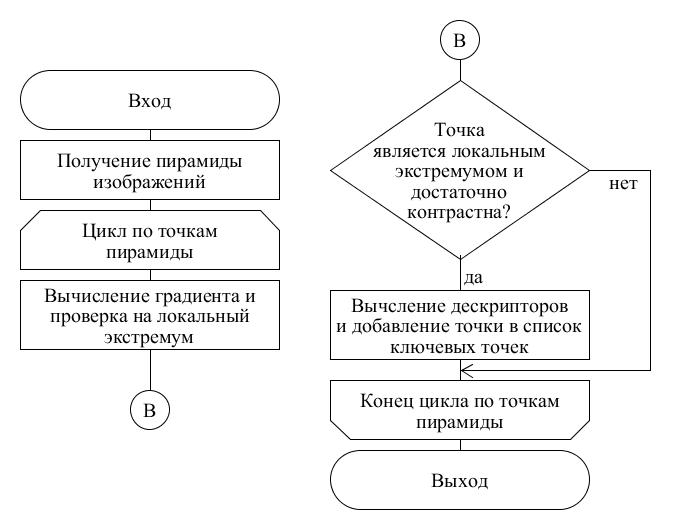 Вход
Получение пирамиды
изображений
Цикл по точкам
пирамиды
Вычисление градиента и
проверка на локальный
экстремум
В
В
Точка
является локальным
экстремумом и
достаточно
контрастна?
нет
да
Вычсление дескрипторов
и добавление точки в список
ключевых точек
Конец цикла по точкам
пирамиды
Выход